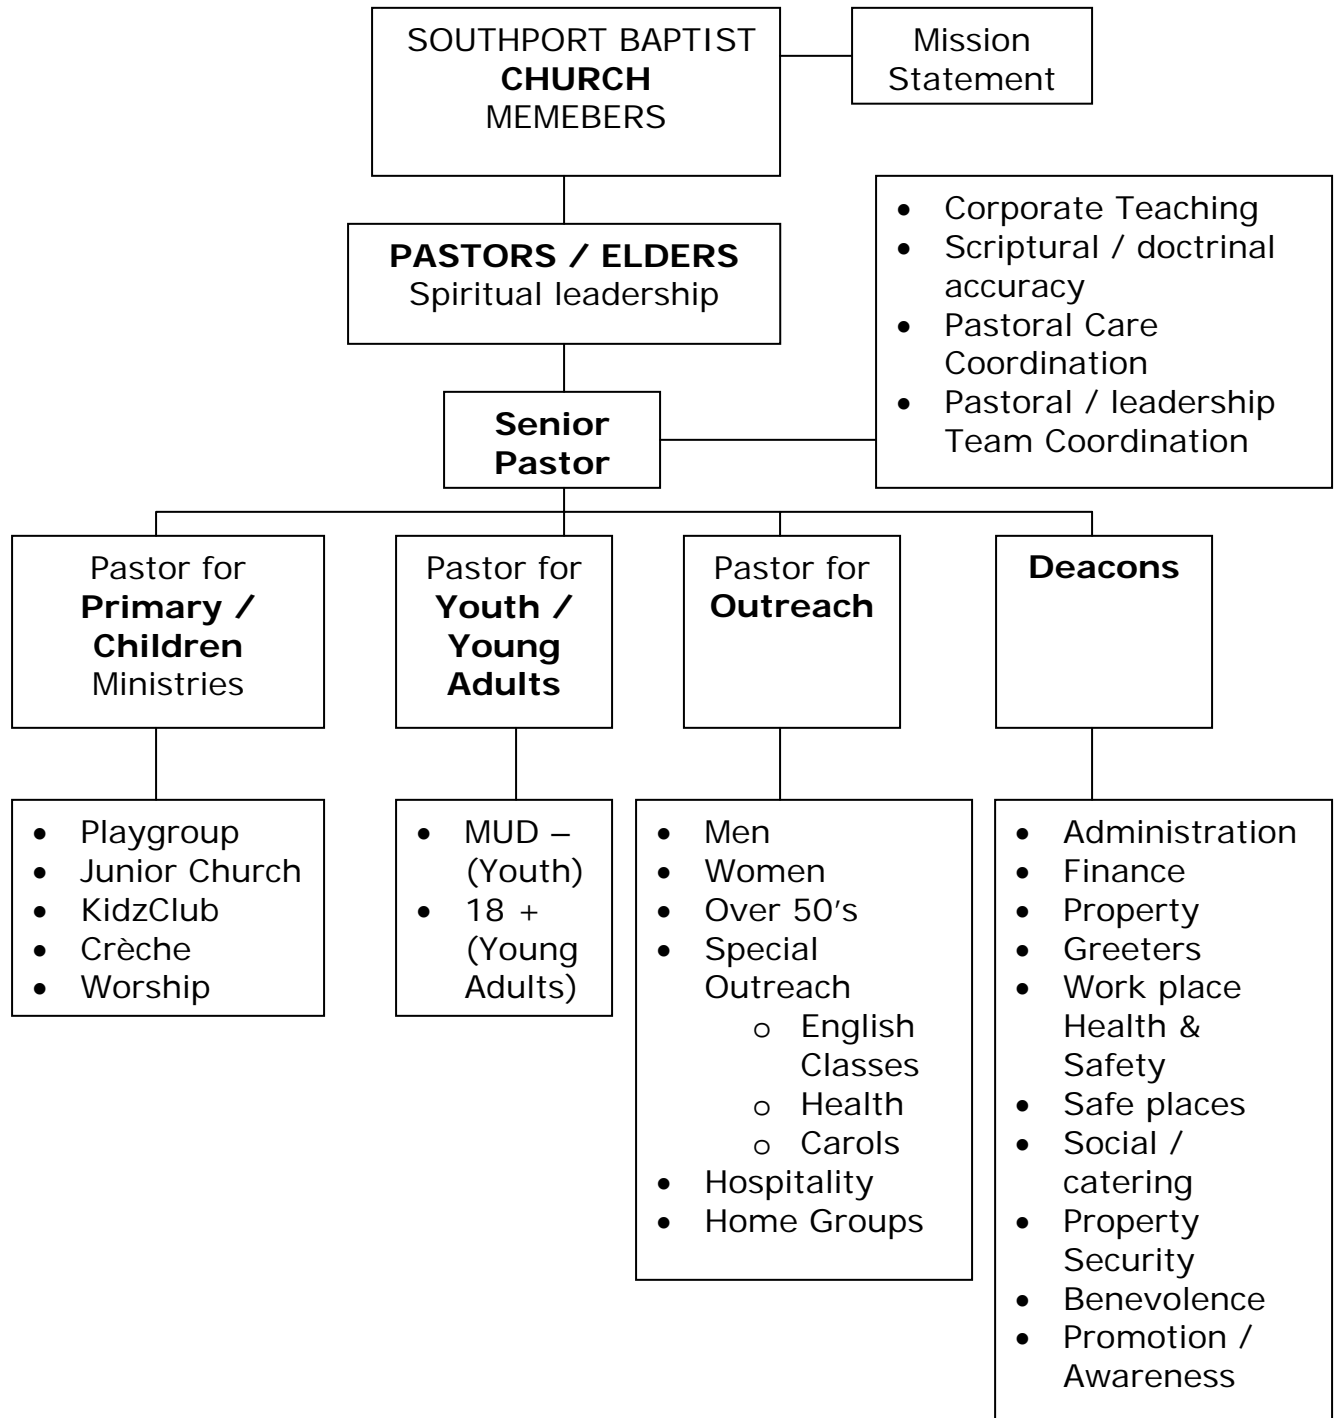 SOUTHPORT BAPTIST
CHURCH
MEMEBERS
Mission
Statement
PASTORS / ELDERS
Spiritual leadership
• Corporate Teaching
• Scriptural / doctrinal
accuracy
• Pastoral Care
Coordination
• Pastoral / leadership
Team Coordination
Senior
Pastor
Pastor for
Primary /
Children
Ministries
Pastor for
Youth /
Young
Adults
Pastor for
Outreach
Deacons
• Playgroup
• Junior Church
• KidzClub
• Crèche
• Worship
• MUD –
(Youth)
• 18 +
(Young
Adults)
• Men
• Women
• Over 50's
• Special
Outreach
o English
Classes
o Health
o Carols
• Hospitality
• Home Groups
• Administration
• Finance
• Property
• Greeters
• Work place
Health &
Safety
• Safe places
• Social /
catering
• Property
Security
• Benevolence
• Promotion /
Awareness